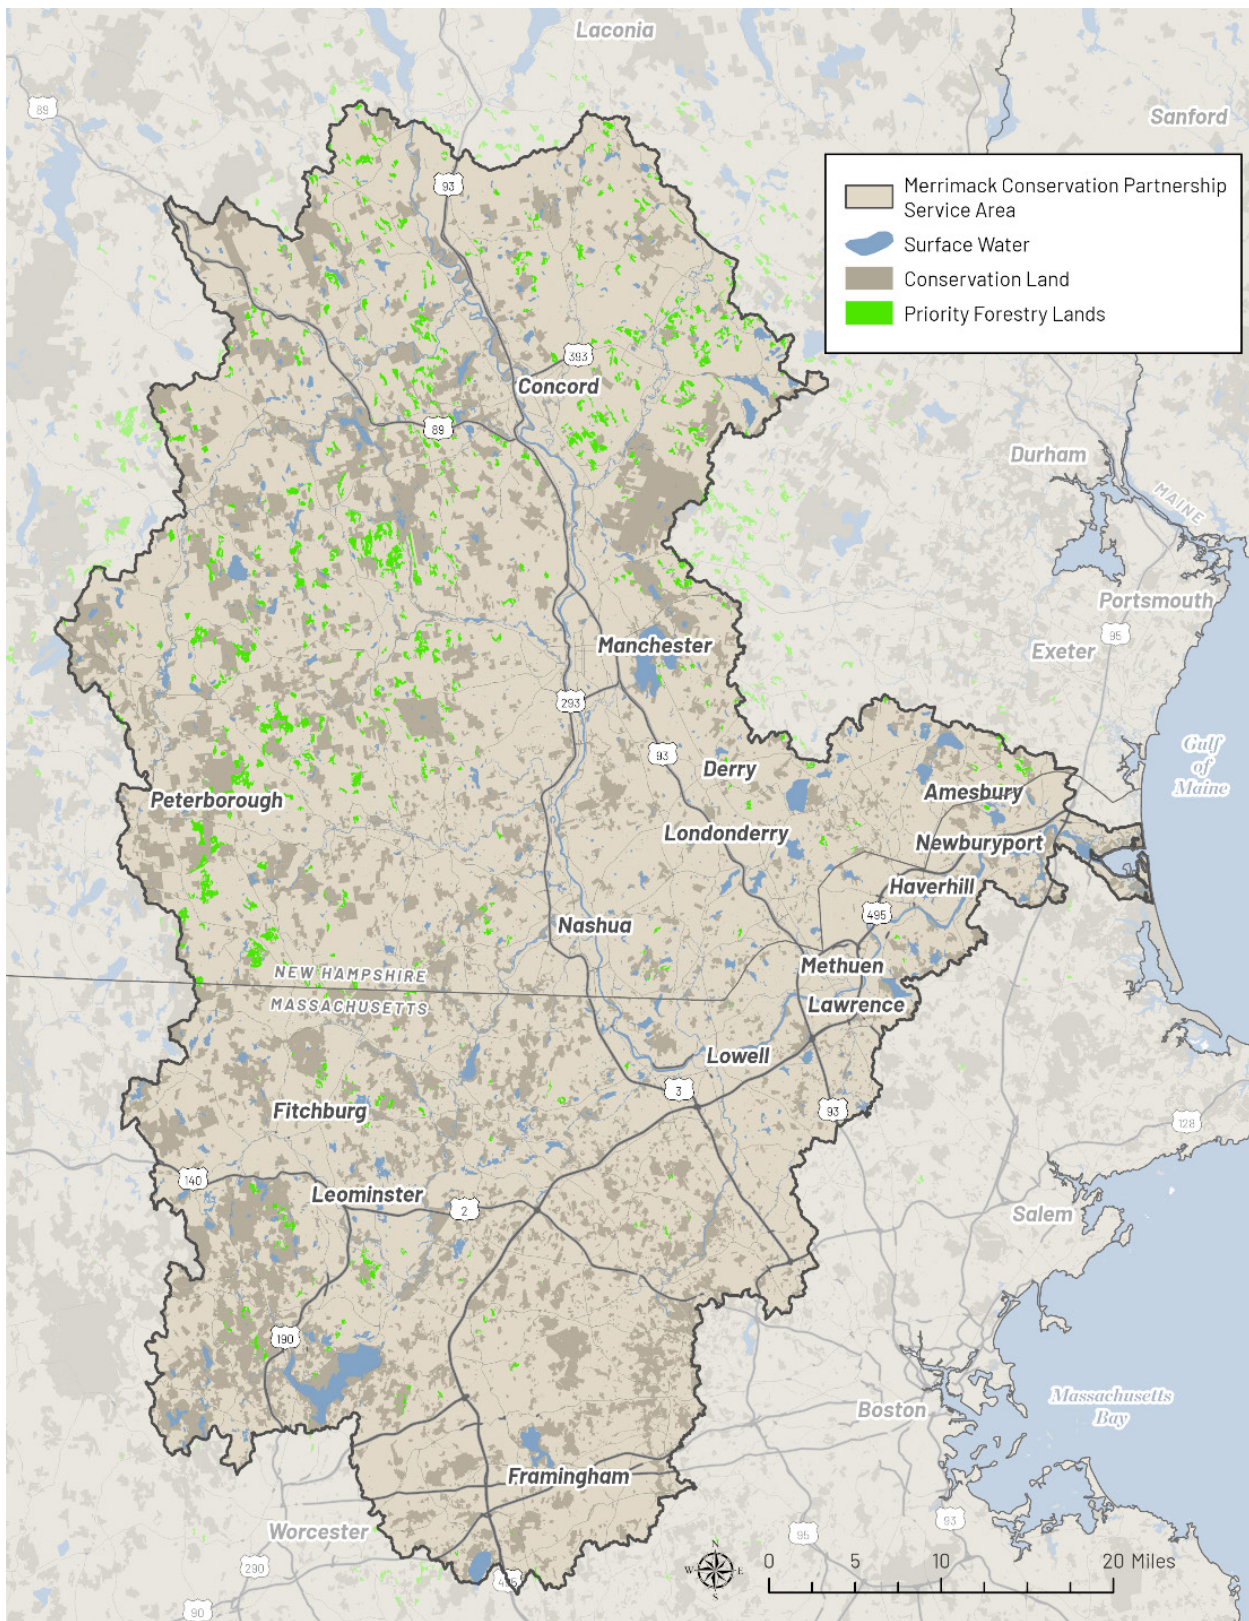 Laconia
89
Sanford
93
Merrimack Conservation Partnership
Service Area
Surface Water
Conservation Land
Priority Forestry Lands
393
Concord
89
Durham
MAINE
Portsmouth
95
Exeter
Manchester
293
93
Derry
Gulf
of
Maine
Peterborough
Amesbury
Londonderry
Newburyport
Haverhill
495
Nashua
NEW HAMPSHIRE
MASSACHUSETTS
Methuen
Lawrence
Lowell
3
Fitchburg
93
128
140
Leominster
2
Salem
190
Massachusetts
Bay
Boston
Framingham
Worcester
93
95
290
495
90
N
W E
S
0 5 10 20 Miles